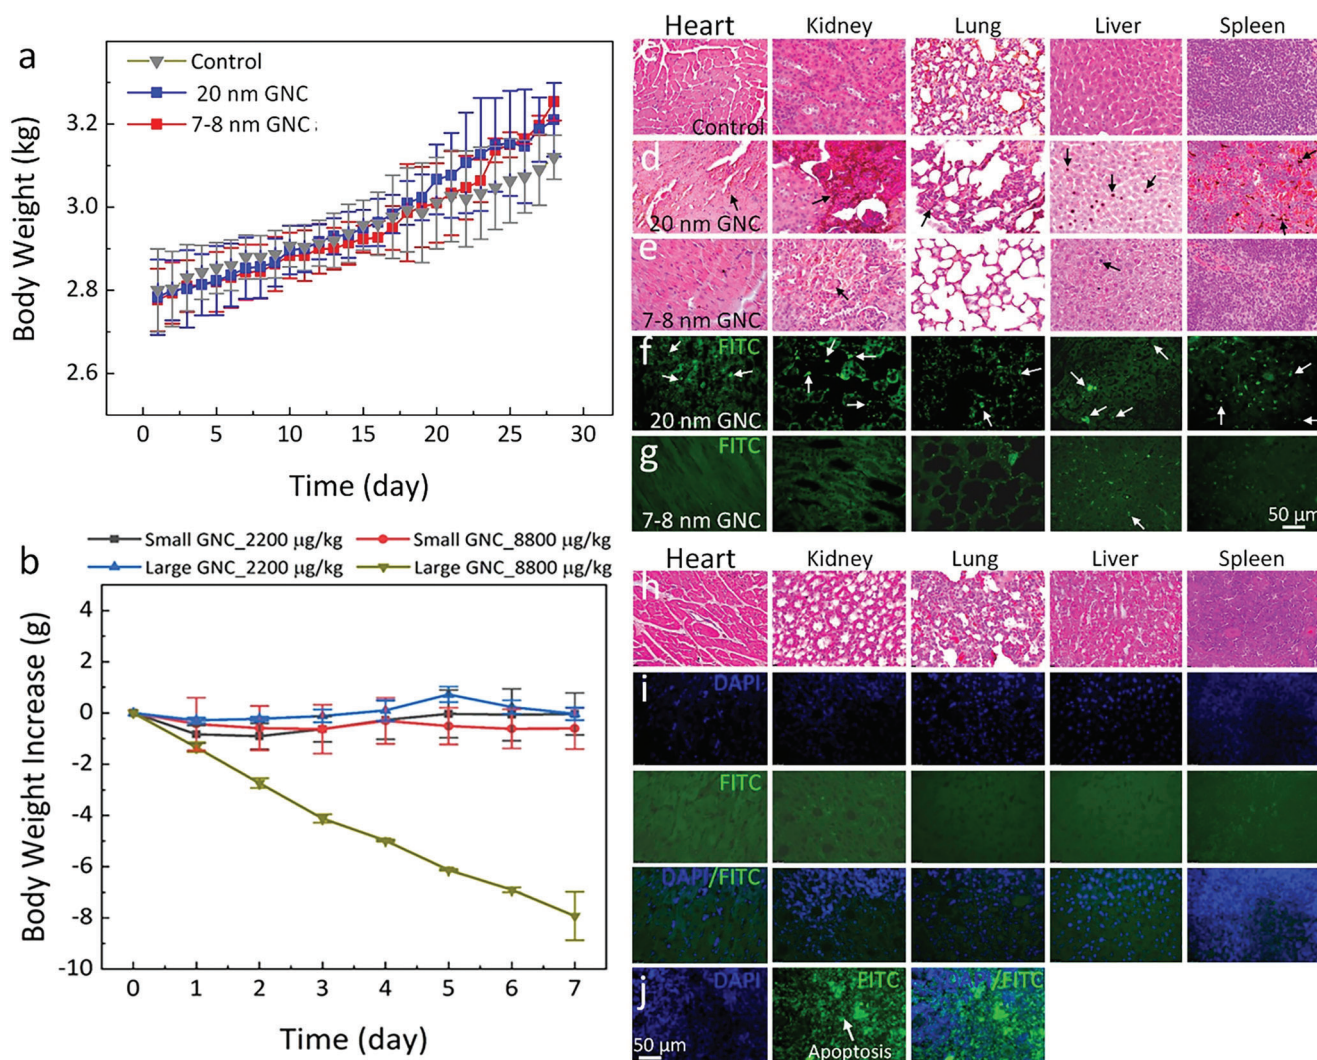 a
Control
20 nm GNC
7-8 nm GNC
Body Weight (kg)
3.2
3.0
2.8
2.6
0 5 10 15 20 25 30
Time (day)
b
Small GNC_2200 μg/kg
Small GNC_8800 μg/kg
Large GNC_2200 μg/kg
Large GNC_8800 μg/kg
Body Weight Increase (g)
4
2
0
-2
-4
-6
-8
-10
0 1 2 3 4 5 6 7
Time (day)
Heart Kidney Lung Liver Spleen
c
Control
d
20 nm GNC
e
7-8 nm GNC
f
FITC
20 nm GNC
g
FITC
7-8 nm GNC
50 μm
Heart Kidney Lung Liver Spleen
h
i
DAPI
FITC
DAPI/FITC
j
DAPI
FITC
/FITC
50 μm
Apoptosis